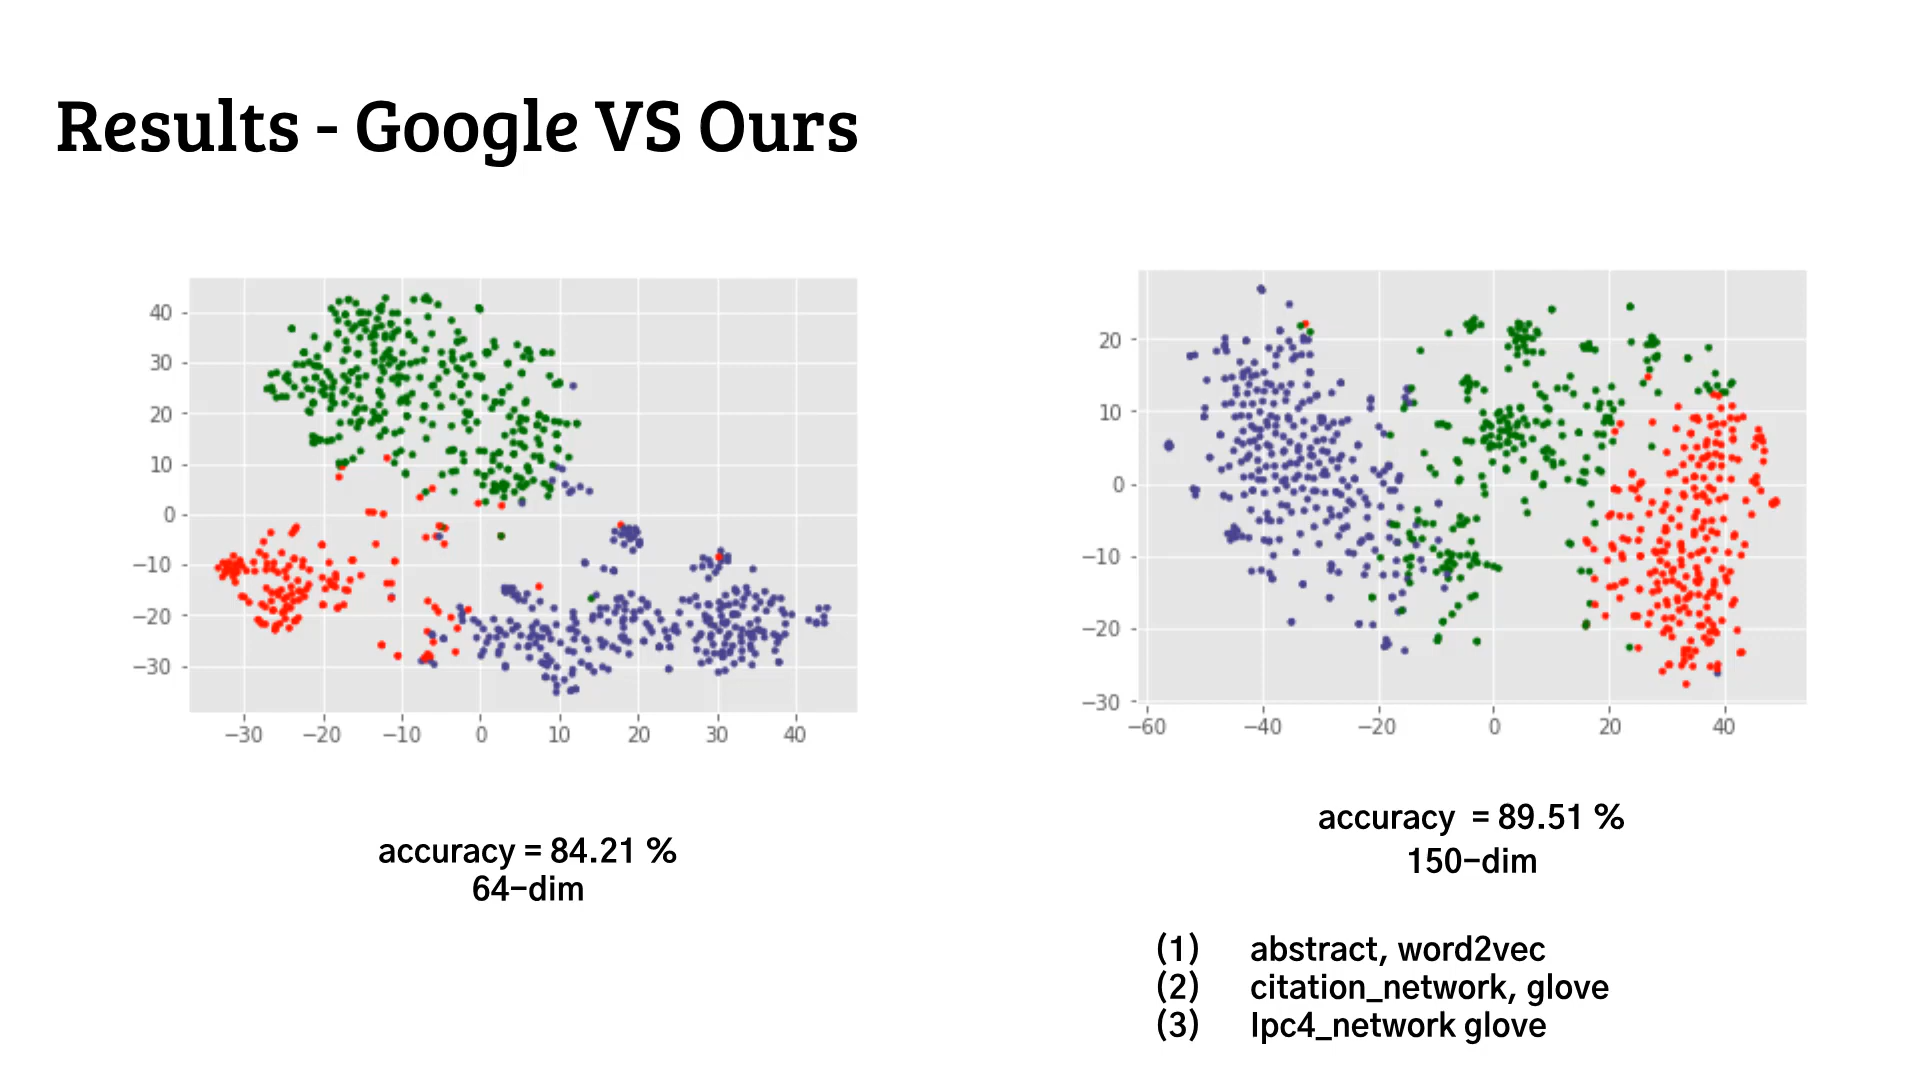 Results - Google VS Ours
40
30
20
10
0
−10
−20
−30
−30 −20 −10 0 10 20 30 40
accuracy = 84.21 %
64-dim
20
10
0
−10
−20
−30
−60 −40 −20 0 20 40
accuracy = 89.51 %
150-dim
(1) abstract, word2vec
(2) citation_network, glove
(3) Ipc4_network glove